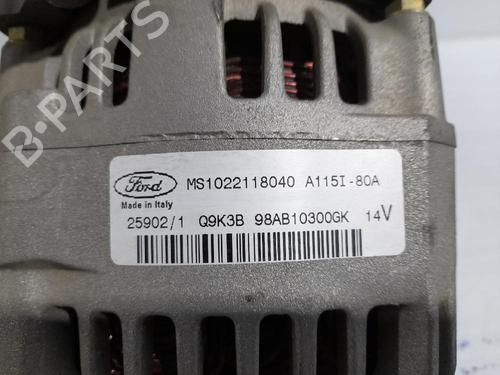 B-PARTS
Ford
Made in Italy
MS1022118040 A115I-80A
25902/1 Q9K3B 98AB10300GK 14V